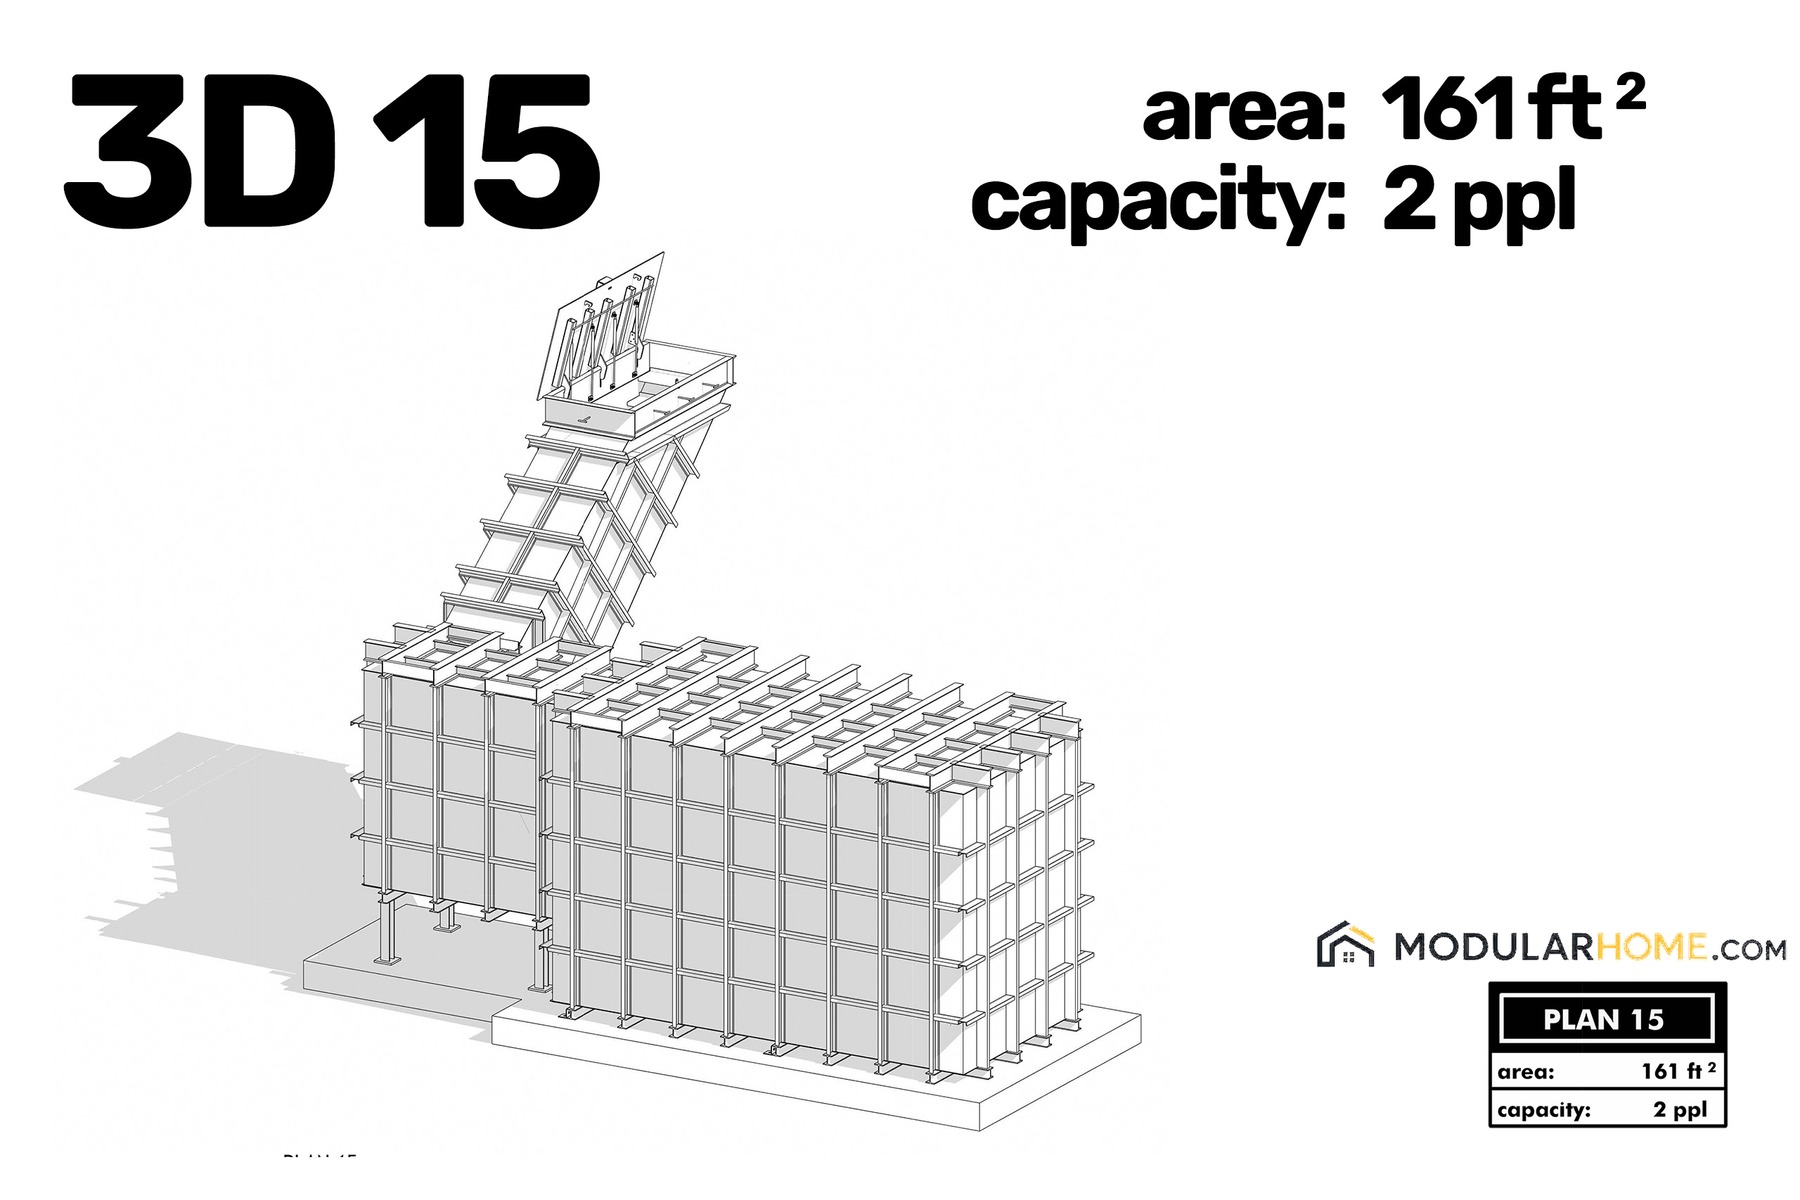 3D 15
area: 161 ft ²
capacity: 2 ppl
MODULARHOME.COM
PLAN 15
area: 161 ft ²
capacity: 2 ppl